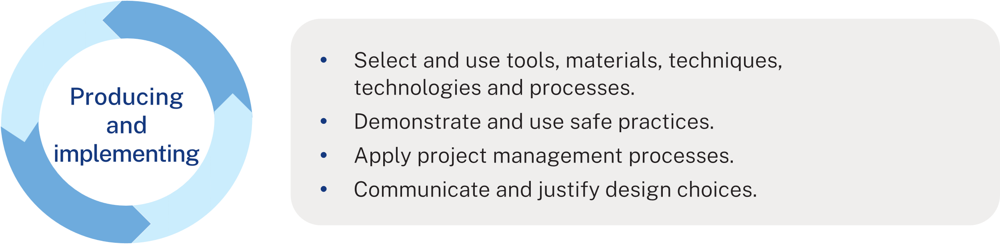 Producing
and
implementing
• Select and use tools, materials, techniques,
technologies and processes.
• Demonstrate and use safe practices.
• Apply project management processes.
• Communicate and justify design choices.